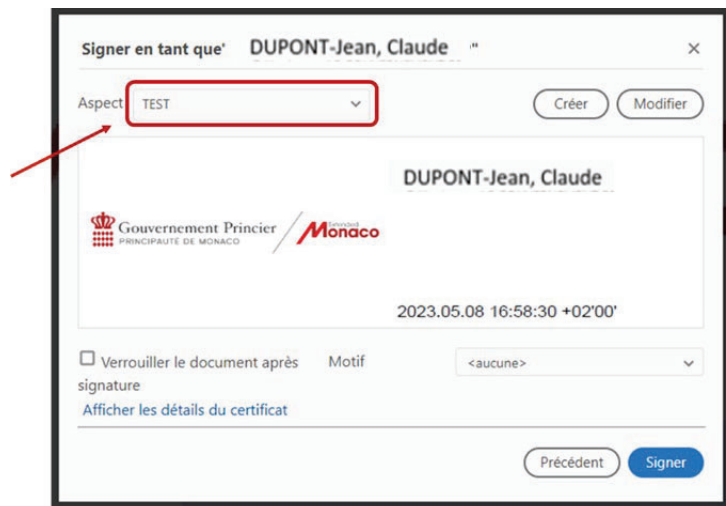 Signer en tant que' DUPONT-Jean, Claude "
Aspect TEST Créer Modifier
DUPONT-Jean, Claude
Gouvernement Princier
PRINCIPAUTÉ DE MONACO
Extended
Monaco
2023.05.08 16:58:30 +02'00'
Verrouiller le document après
signature
Motif <aucune>
Afficher les détails du certificat
Précédent Signer